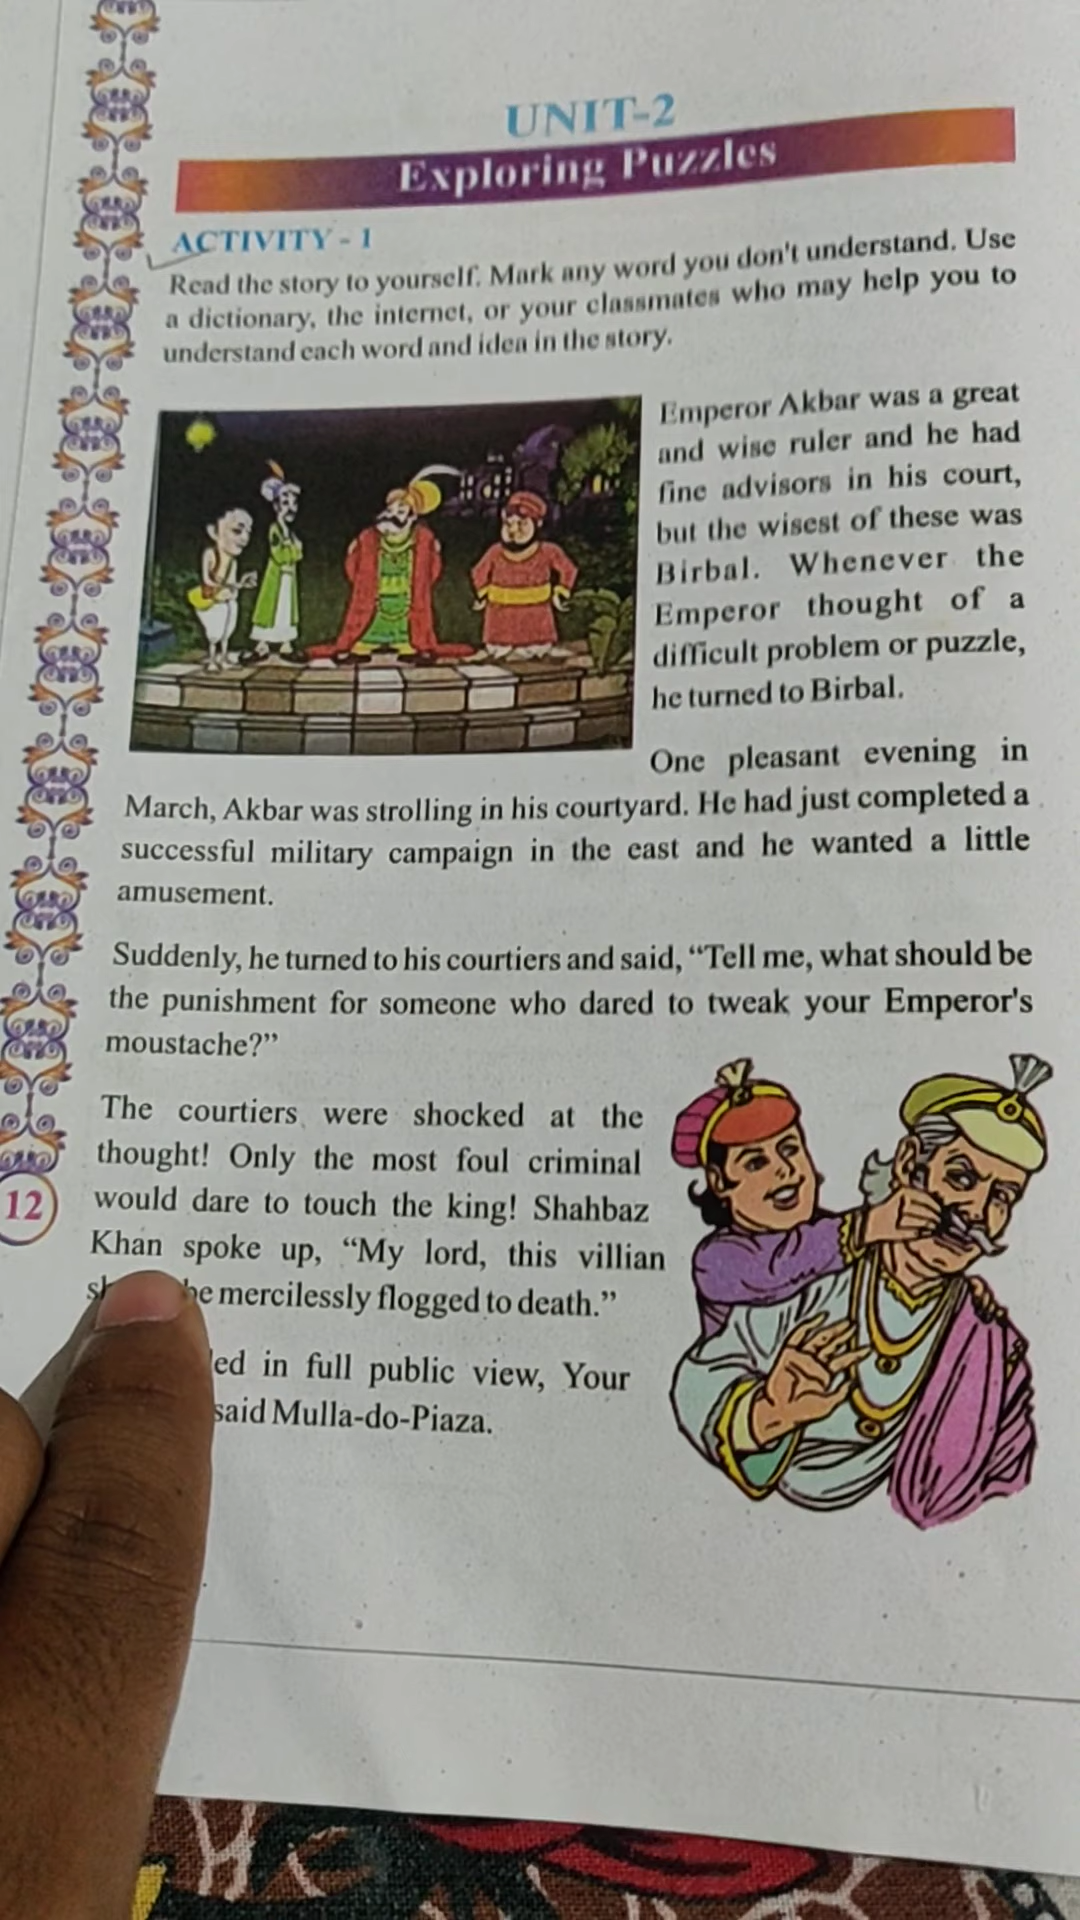 UNIT-2
Exploring Puzzles
ACTIVITY - 1
Read the story to yourself. Mark any word you don't understand. Use
a dictionary, the internet, or your classmates who may help you to
understand each word and idea in the story.
Emperor Akbar was a great
and wise ruler and he had
fine advisors in his court,
but the wisest of these was
Birbal. Whenever the
Emperor thought of a
difficult problem or puzzle,
he turned to Birbal.
One pleasant evening in
March, Akbar was strolling in his courtyard. He had just completed a
successful military campaign in the east and he wanted a little
amusement.
Suddenly, he turned to his courtiers and said, “Tell me, what should be
the punishment for someone who dared to tweak your Emperor's
moustache?”
The courtiers were shocked at the
thought! Only the most foul criminal
would dare to touch the king! Shahbaz
12
Khan spoke up, “My lord, this villian
be mercilessly flogged to death.”
in full public view, Your
said Mulla-do-Piaza.